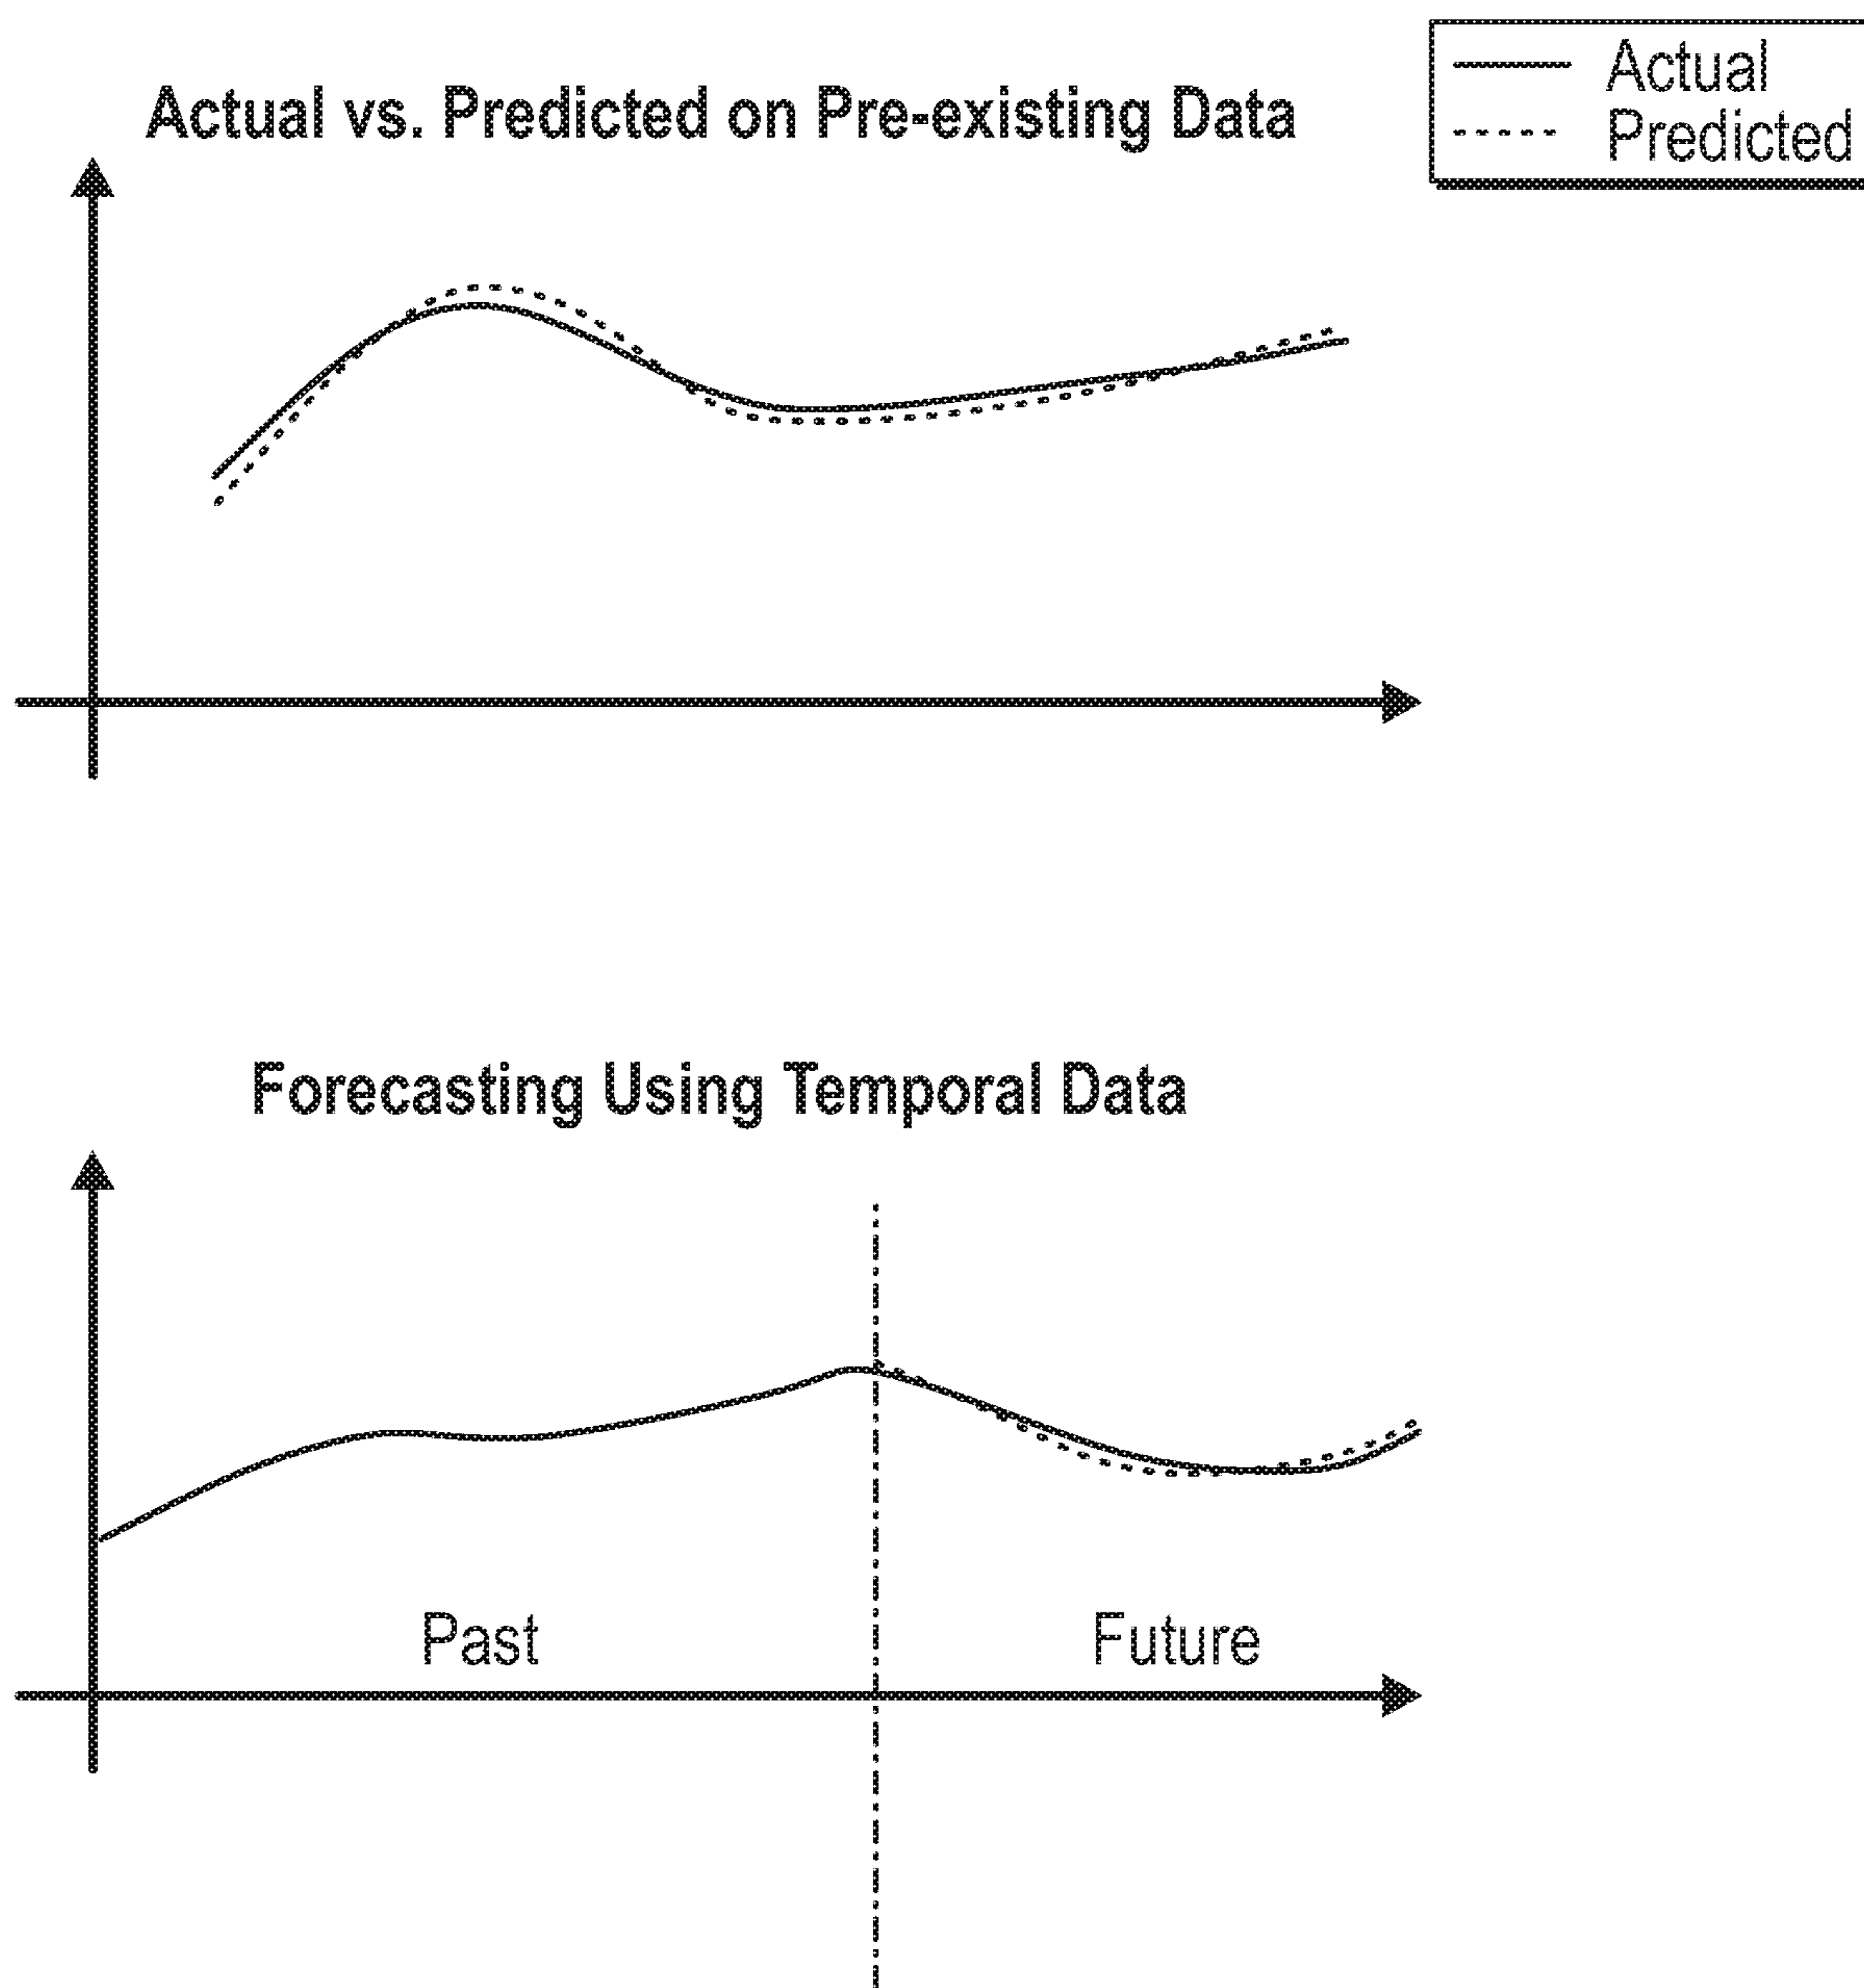 Actual
Predicted
Actual vs. Predicted on Pre-existing Data
Forecasting Using Temporal Data
Past
Future